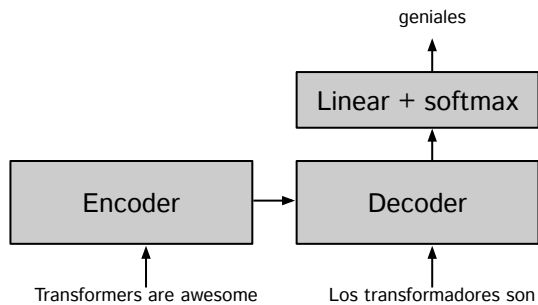 geniales
Linear + softmax
Encoder
Decoder
Transformers are awesome
Los transformadores son